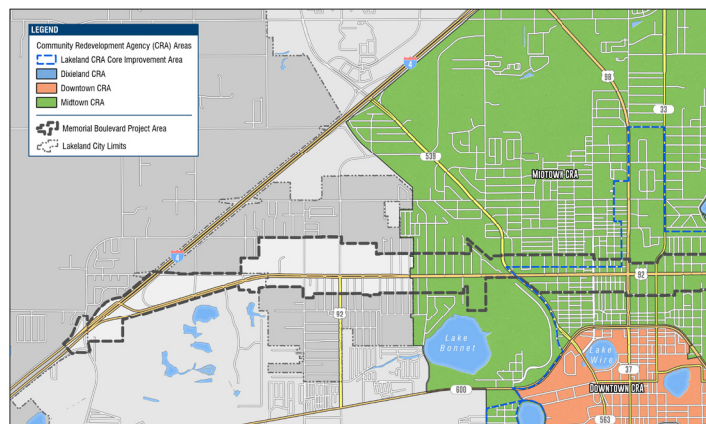 LEGEND
Community Redevelopment Agency (CRA) Areas
Lakeland CRA Core Improvement Area
Dixieland CRA
Downtown CRA
Midtown CRA
Memorial Boulevard Project Area
Lakeland City Limits
4
98
33
539
MIDTOWN CRA
4
92
92
Lake
Bonnet
Lake
Wire
37
DOWNTOWN CRA
600
563